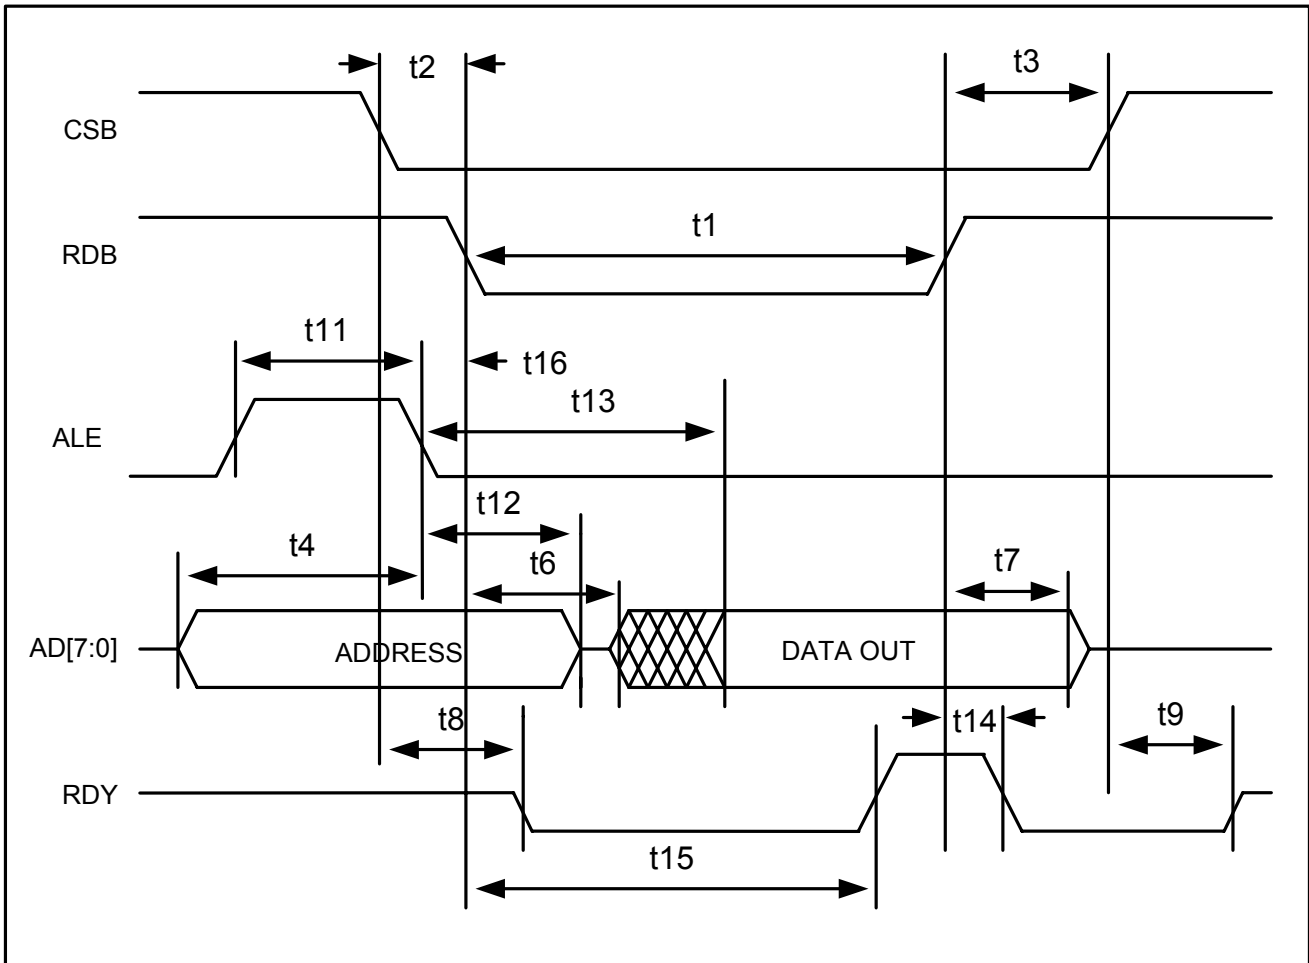 t2
t3
CSB
t1
RDB
t11
t16
t13
ALE
t12
t4
t6
t7
AD[7:0]
ADDRESS
DATA OUT
t8
t14
t9
RDY
t15